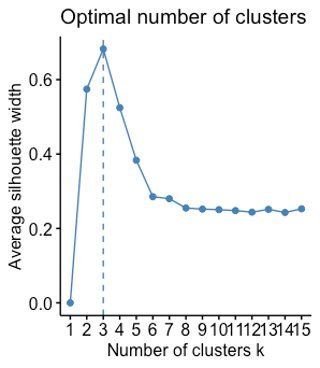 Optimal number of clusters
Average silhouette width
0.6
0.4
0.2
0.0
1 2 3 4 5 6 7 8 9 10 11 12 13 14 15
Number of clusters k